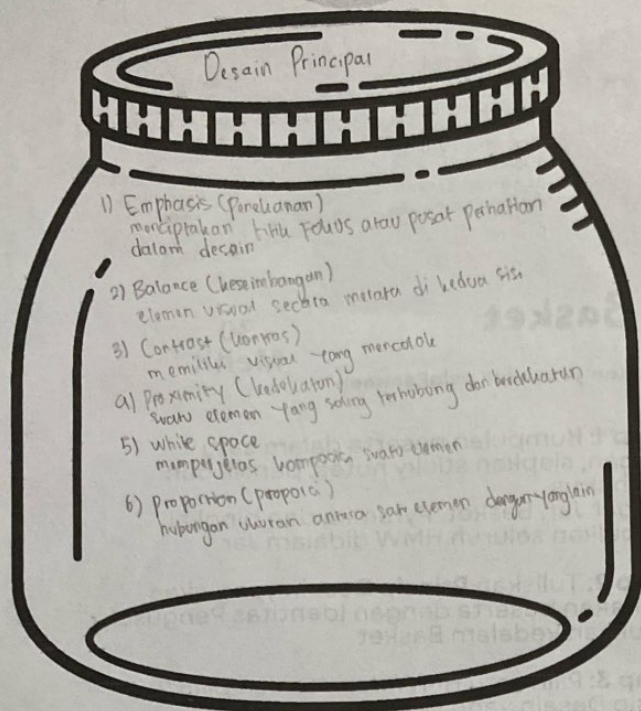 Desain Principal
1) Emphasis (Penekanan)
menciptakan titik Fokus atau pusat perhatian
dalam desain
2) Balance (keseimbangan)
elemen visual secara merata di kedua sisi
3) Contrast (kontras)
memiliki visual yang mencolok
4) Proximity (kedekatan)
suatu elemen yang saling terhubung dan berdekatan
5) White space
memperjelas komposisi suatu elemen
6) Proportion (proporsi)
hubungan ukuran antara satu elemen dengan yang lain